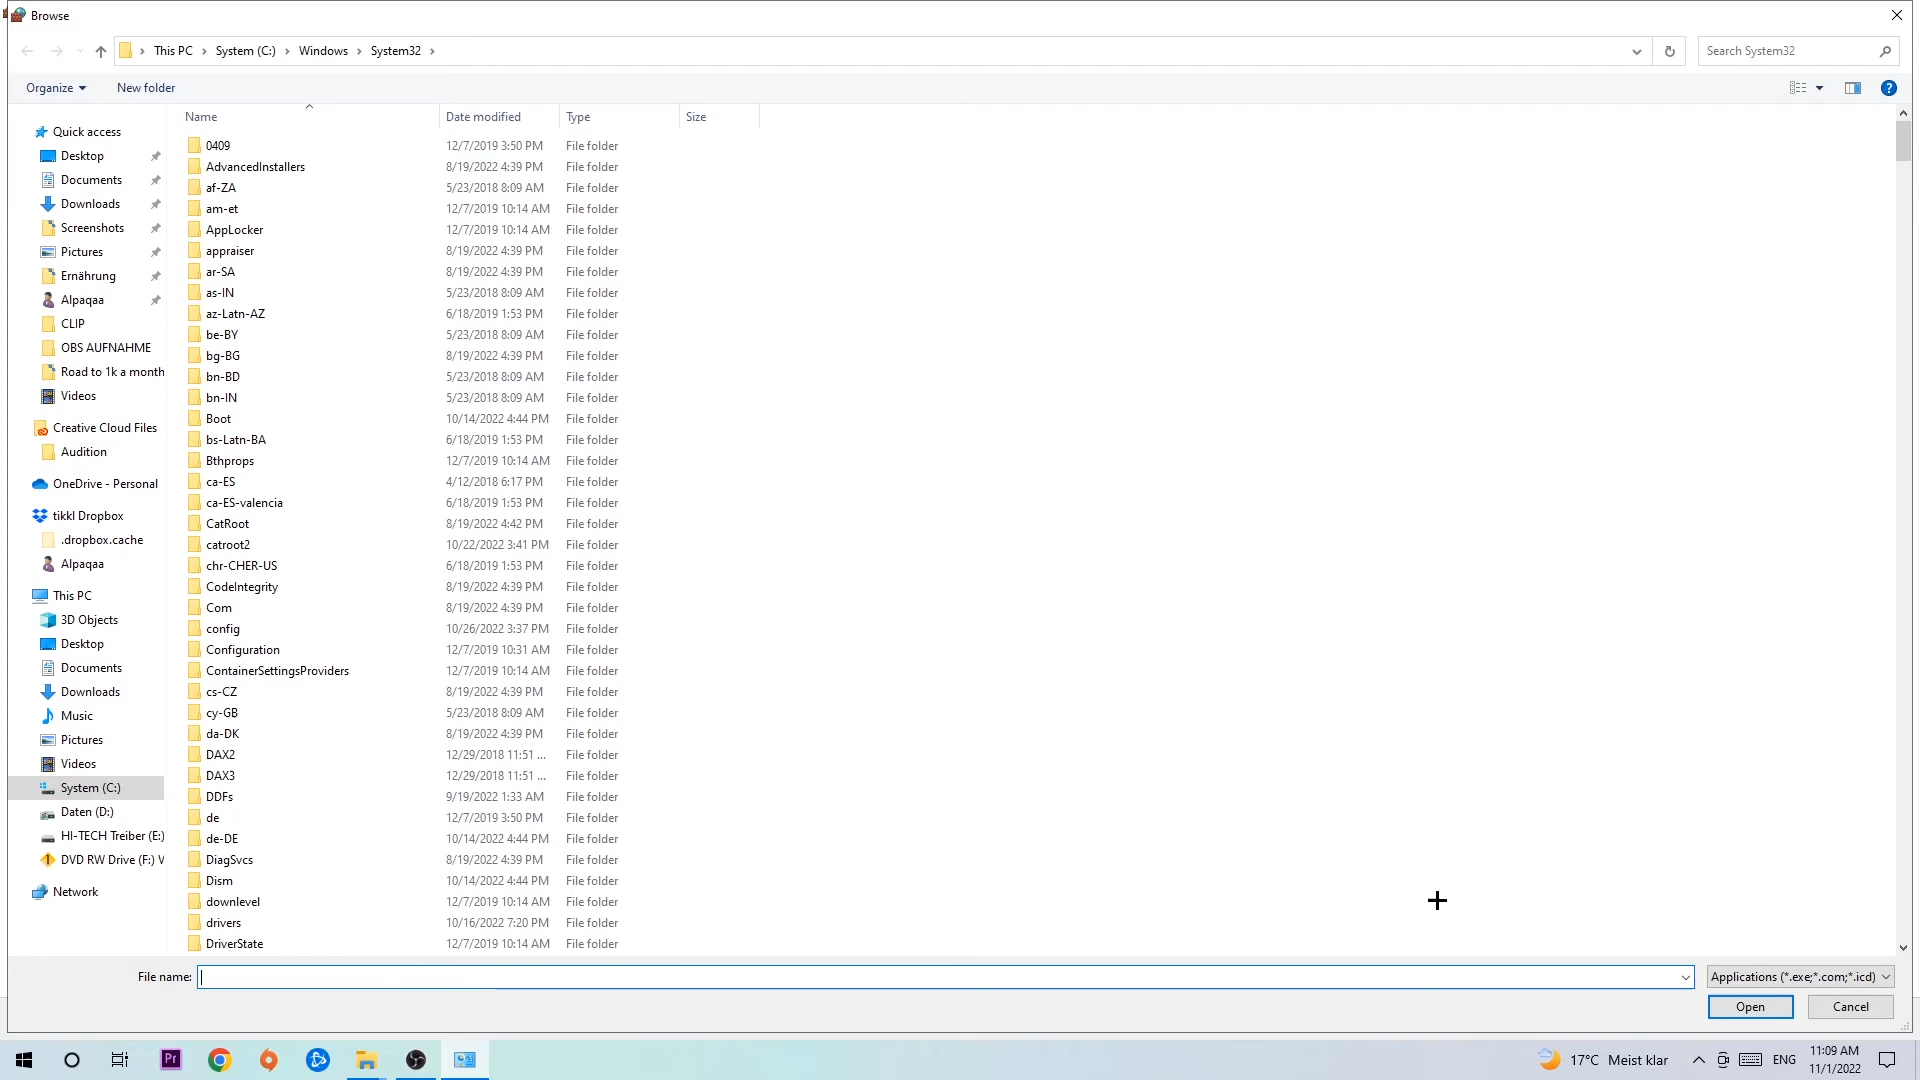 Browse
This PC > System (C:) > Windows > System32 >
Search System32
Organize
New folder
Name
Date modified
Type
Size
Quick access
Desktop
Documents
Downloads
Screenshots
Pictures
Ernährung
Alpaqaa
CLIP
OBS AUFNAHME
Road to 1k a month
Videos
Creative Cloud Files
Audition
OneDrive - Personal
tikkl Dropbox
.dropbox.cache
Alpaqaa
This PC
3D Objects
Desktop
Documents
Downloads
Music
Pictures
Videos
System (C:)
Daten (D:)
HI-TECH Treiber (E:)
DVD RW Drive (F:) V
Network
0409 12/7/2019 3:50 PM File folder
AdvancedInstallers 8/19/2022 4:39 PM File folder
af-ZA 5/23/2018 8:09 AM File folder
am-et 12/7/2019 10:14 AM File folder
AppLocker 12/7/2019 10:14 AM File folder
appraiser 8/19/2022 4:39 PM File folder
ar-SA 8/19/2022 4:39 PM File folder
as-IN 5/23/2018 8:09 AM File folder
az-Latn-AZ 6/18/2019 1:53 PM File folder
be-BY 5/23/2018 8:09 AM File folder
bg-BG 8/19/2022 4:39 PM File folder
bn-BD 5/23/2018 8:09 AM File folder
bn-IN 5/23/2018 8:09 AM File folder
Boot 10/14/2022 4:44 PM File folder
bs-Latn-BA 6/18/2019 1:53 PM File folder
Bthprops 12/7/2019 10:14 AM File folder
ca-ES 4/12/2018 6:17 PM File folder
ca-ES-valencia 6/18/2019 1:53 PM File folder
CatRoot 8/19/2022 4:42 PM File folder
catroot2 10/22/2022 3:41 PM File folder
chr-CHER-US 6/18/2019 1:53 PM File folder
CodeIntegrity 8/19/2022 4:39 PM File folder
Com 8/19/2022 4:39 PM File folder
config 10/26/2022 3:37 PM File folder
Configuration 12/7/2019 10:31 AM File folder
ContainerSettingsProviders 12/7/2019 10:14 AM File folder
cs-CZ 8/19/2022 4:39 PM File folder
cy-GB 5/23/2018 8:09 AM File folder
da-DK 8/19/2022 4:39 PM File folder
DAX2 12/29/2018 11:51 ... File folder
DAX3 12/29/2018 11:51 ... File folder
DDFs 9/19/2022 1:33 AM File folder
de 12/7/2019 3:50 PM File folder
de-DE 10/14/2022 4:44 PM File folder
DiagSvcs 8/19/2022 4:39 PM File folder
Dism 10/14/2022 4:44 PM File folder
downlevel 12/7/2019 10:14 AM File folder
drivers 10/16/2022 7:20 PM File folder
DriverState 12/7/2019 10:14 AM File folder
File name:
Applications (*.exe;*.com;*.icd)
Open
Cancel
Pr
17°C Meist klar
ENG
11:09 AM
11/1/2022